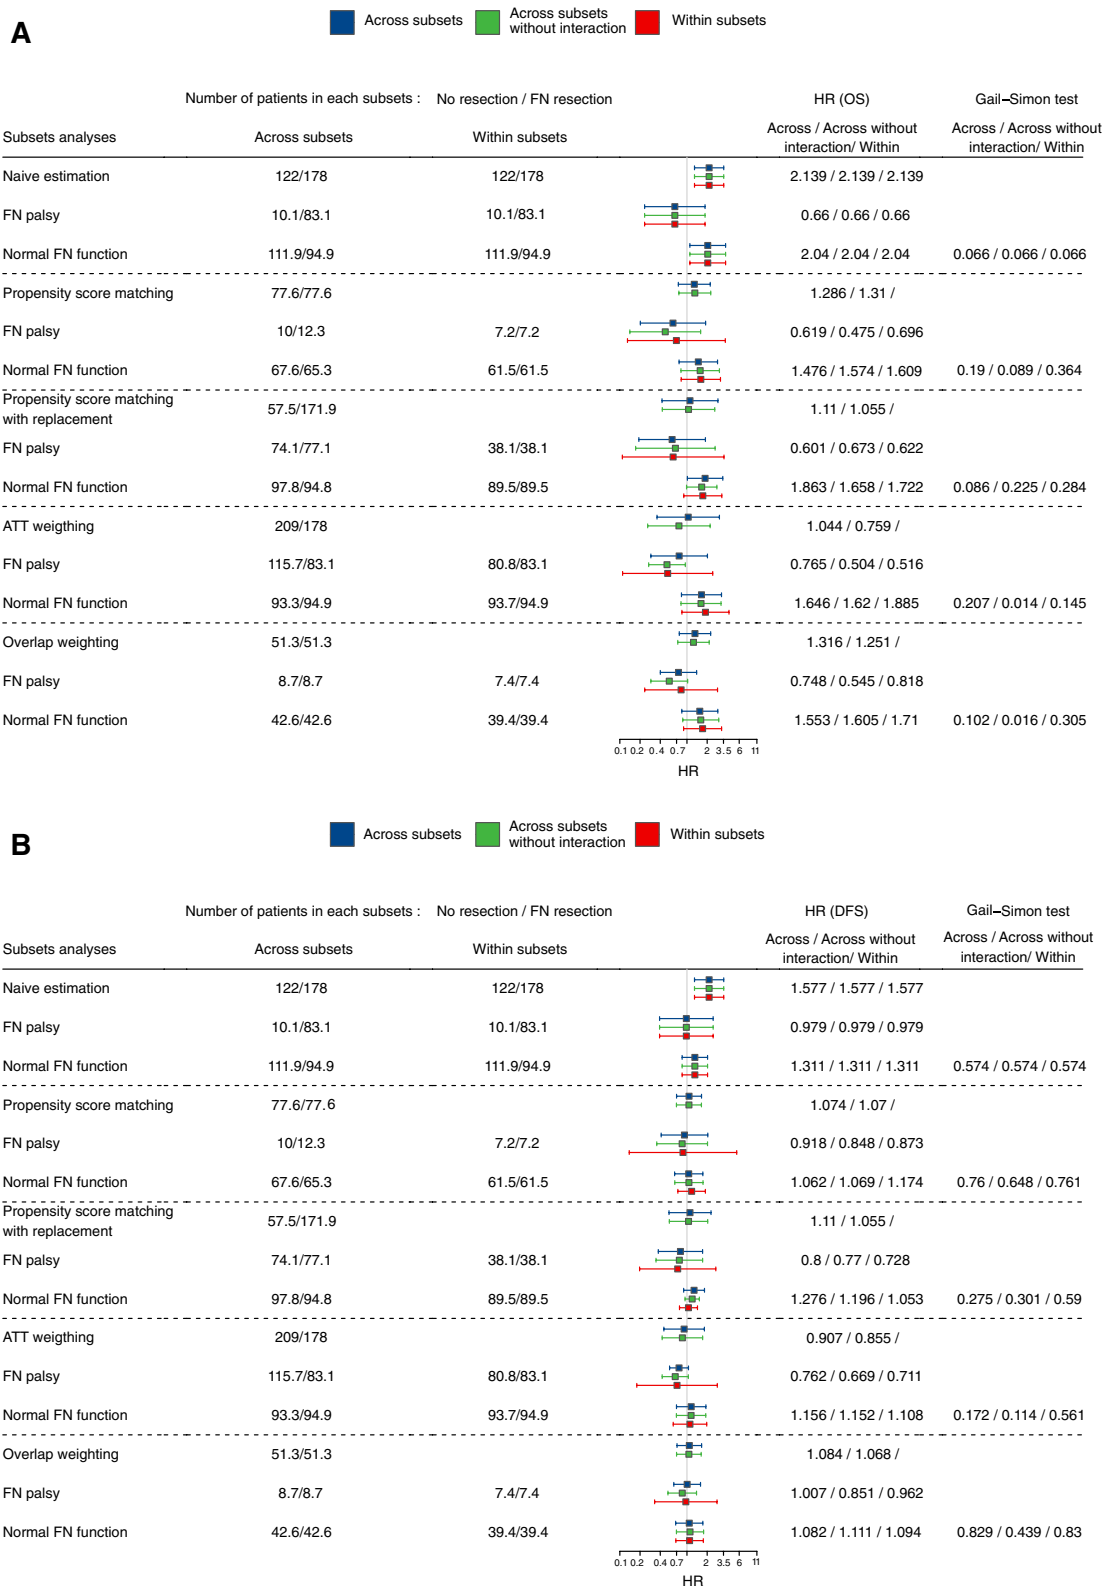 A
Across subsets
Across subsets
without interaction
Within subsets
Number of patients in each subsets : No resection / FN resection
HR (OS)
Gail–Simon test
Subsets analyses
Across subsets
Within subsets
Across / Across without
interaction/ Within
Across / Across without
interaction/ Within
Naive estimation 122/178 122/178 2.139 / 2.139 / 2.139
FN palsy 10.1/83.1 10.1/83.1 0.66 / 0.66 / 0.66
Normal FN function 111.9/94.9 111.9/94.9 2.04 / 2.04 / 2.04 0.066 / 0.066 / 0.066
Propensity score matching 77.6/77.6 1.286 / 1.31 /
FN palsy 10/12.3 7.2/7.2 0.619 / 0.475 / 0.696
Normal FN function 67.6/65.3 61.5/61.5 1.476 / 1.574 / 1.609 0.19 / 0.089 / 0.364
Propensity score matching
with replacement 57.5/171.9 1.11 / 1.055 /
FN palsy 74.1/77.1 38.1/38.1 0.601 / 0.673 / 0.622
Normal FN function 97.8/94.8 89.5/89.5 1.863 / 1.658 / 1.722 0.086 / 0.225 / 0.284
ATT weigthing 209/178 1.044 / 0.759 /
FN palsy 115.7/83.1 80.8/83.1 0.765 / 0.504 / 0.516
Normal FN function 93.3/94.9 93.7/94.9 1.646 / 1.62 / 1.885 0.207 / 0.014 / 0.145
Overlap weighting 51.3/51.3 1.316 / 1.251 /
FN palsy 8.7/8.7 7.4/7.4 0.748 / 0.545 / 0.818
Normal FN function 42.6/42.6 39.4/39.4 1.553 / 1.605 / 1.71 0.102 / 0.016 / 0.305
0.1 0.2 0.4 0.7 2 3.5 6 11
HR
B
Across subsets
Across subsets
without interaction
Within subsets
Number of patients in each subsets : No resection / FN resection
HR (DFS)
Gail–Simon test
Subsets analyses
Across subsets
Within subsets
Across / Across without
interaction/ Within
Across / Across without
interaction/ Within
Naive estimation 122/178 122/178 1.577 / 1.577 / 1.577
FN palsy 10.1/83.1 10.1/83.1 0.979 / 0.979 / 0.979
Normal FN function 111.9/94.9 111.9/94.9 1.311 / 1.311 / 1.311 0.574 / 0.574 / 0.574
Propensity score matching 77.6/77.6 1.074 / 1.07 /
FN palsy 10/12.3 7.2/7.2 0.918 / 0.848 / 0.873
Normal FN function 67.6/65.3 61.5/61.5 1.062 / 1.069 / 1.174 0.76 / 0.648 / 0.761
Propensity score matching
with replacement 57.5/171.9 1.11 / 1.055 /
FN palsy 74.1/77.1 38.1/38.1 0.8 / 0.77 / 0.728
Normal FN function 97.8/94.8 89.5/89.5 1.276 / 1.196 / 1.053 0.275 / 0.301 / 0.59
ATT weigthing 209/178 0.907 / 0.855 /
FN palsy 115.7/83.1 80.8/83.1 0.762 / 0.669 / 0.711
Normal FN function 93.3/94.9 93.7/94.9 1.156 / 1.152 / 1.108 0.172 / 0.114 / 0.561
Overlap weighting 51.3/51.3 1.084 / 1.068 /
FN palsy 8.7/8.7 7.4/7.4 1.007 / 0.851 / 0.962
Normal FN function 42.6/42.6 39.4/39.4 1.082 / 1.111 / 1.094 0.829 / 0.439 / 0.83
0.1 0.2 0.4 0.7 2 3.5 6 11
HR